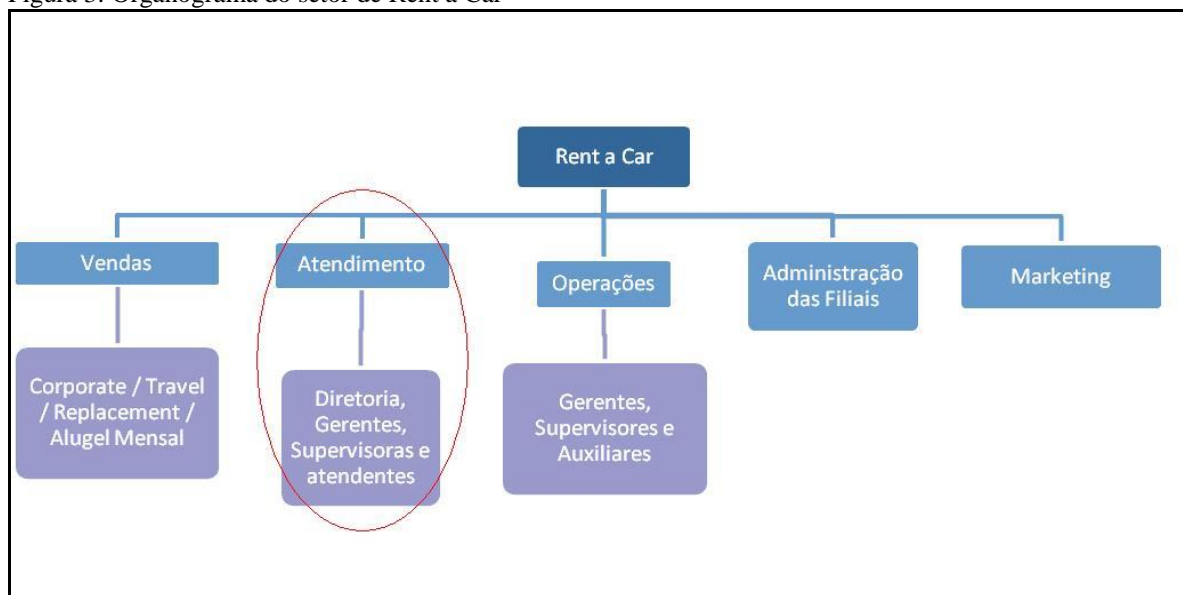 Figura 3: Organograma do setor de Rent a Car
Rent a Car
Vendas
Atendimento
Operações
Administração
das Filiais
Marketing
Corporate / Travel
/ Replacement /
Alugel Mensal
Diretoria,
Gerentes,
Supervisoras e
atendentes
Gerentes,
Supervisores e
Auxiliares